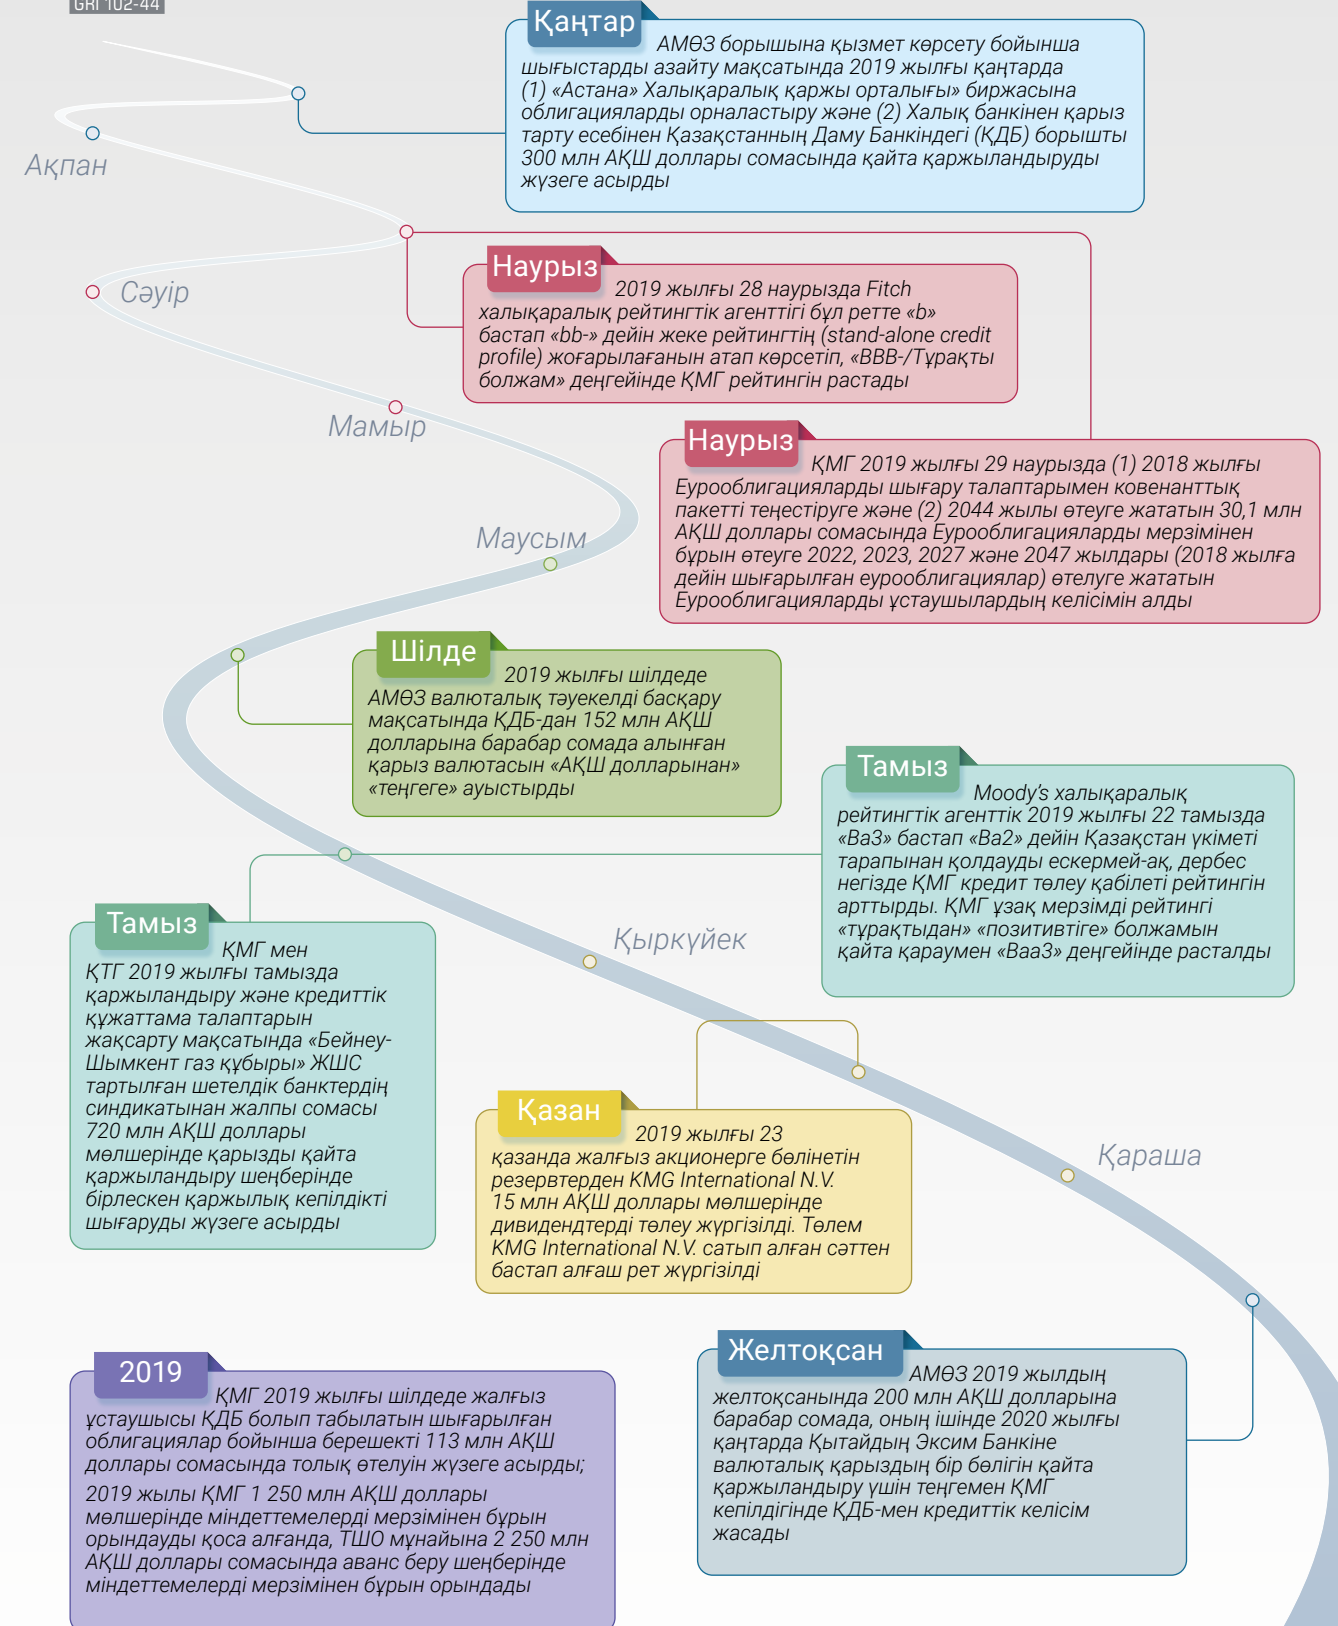 GRI 102-44
Қаңтар
АМӨЗ борышына қызмет көрсету бойынша
шығыстарды азайту мақсатында 2019 жылғы қаңтарда
(1) «Астана» Халықаралық қаржы орталығы» биржасына
облигацияларды орналастыру және (2) Халық банкінен қарыз
тарту есебінен Қазақстанның Даму Банкіндегі (ҚДБ) борышты
300 млн АҚШ доллары сомасында қайта қаржыландыруды
жүзеге асырды
Ақпан
Наурыз
2019 жылғы 28 наурызда Fitch
халықаралық рейтингтік агенттігі бұл ретте «b»
бастап «bb-» дейін жеке рейтингтің (stand-alone credit
profile) жоғарылағанын атап көрсетіп, «BBB-/Тұрақты
болжам» деңгейінде ҚМГ рейтингін растады
Сәуір
Мамыр
Наурыз
ҚМГ 2019 жылғы 29 наурызда (1) 2018 жылғы
Еурооблигацияларды шығару талаптарымен ковенанттық
пакетті теңестіруге және (2) 2044 жылы өтеуге жататын 30,1 млн
АҚШ доллары сомасында Еурооблигацияларды мерзімінен
бұрын өтеуге 2022, 2023, 2027 және 2047 жылдары (2018 жылға
дейін шығарылған еурооблигациялар) өтелуге жататын
Еурооблигацияларды ұстаушылардың келісімін алды
Маусым
Шілде
2019 жылғы шілдеде
АМӨЗ валюталық тәуекелді басқару
мақсатында ҚДБ-дан 152 млн АҚШ
долларына барабар сомада алынған
қарыз валютасын «АҚШ долларынан»
«теңгеге» ауыстырды
Тамыз
Moody’s халықаралық
рейтингтік агенттік 2019 жылғы 22 тамызда
«Ba3» бастап «Ba2» дейін Қазақстан үкіметі
тарапынан қолдауды ескермей-ақ, дербес
негізде ҚМГ кредит төлеу қабілеті рейтингін
арттырды. ҚМГ ұзақ мерзімді рейтингі
«тұрақтыдан» «позитивтіге» болжамын
қайта қараумен «Baa3» деңгейінде расталды
Тамыз
ҚМГ мен
ҚТГ 2019 жылғы тамызда
қаржыландыру және кредиттік
құжаттама талаптарын
жақсарту мақсатында «Бейнеу-
Шымкент газ құбыры» ЖШС
тартылған шетелдік банктердің
синдикатынан жалпы сомасы
720 млн АҚШ доллары
мөлшерінде қарызды қайта
қаржыландыру шеңберінде
бірлескен қаржылық кепілдікті
шығаруды жүзеге асырды
Қыркүйек
Қазан
2019 жылғы 23
қазанда жалғыз акционерге бөлінетін
резервтерден KMG International N.V.
15 млн АҚШ доллары мөлшерінде
дивидендтерді төлеу жүргізілді. Төлем
KMG International N.V. сатып алған сәттен
бастап алғаш рет жүргізілді
Қараша
Желтоқсан
АМӨЗ 2019 жылдың
желтоқсанында 200 млн АҚШ долларына
барабар сомада, оның ішінде 2020 жылғы
қаңтарда Қытайдың Эксим Банкіне
валюталық қарыздың бір бөлігін қайта
қаржыландыру үшін теңгемен ҚМГ
кепілдігінде ҚДБ-мен кредиттік келісім
жасады
2019
ҚМГ 2019 жылғы шілдеде жалғыз
ұстаушысы ҚДБ болып табылатын шығарылған
облигациялар бойынша берешекті 113 млн АҚШ
доллары сомасында толық өтелуін жүзеге асырды;
2019 жылы ҚМГ 1 250 млн АҚШ доллары
мөлшерінде міндеттемелерді мерзімінен бұрын
орындауды қоса алғанда, ТШО мұнайына 2 250 млн
АҚШ доллары сомасында аванс беру шеңберінде
міндеттемелерді мерзімінен бұрын орындады